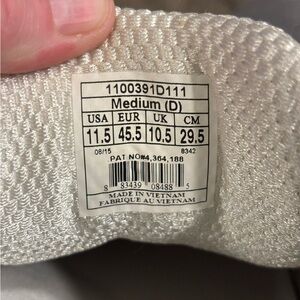 1100391D111
Medium (D)
USA EUR UK CM
11.5 45.5 10.5 29.5
08/15 8342
PAT NO#4,364,188
8 83439 08488 5
MADE IN VIETNAM
FABRIQUE AU VIETNAM